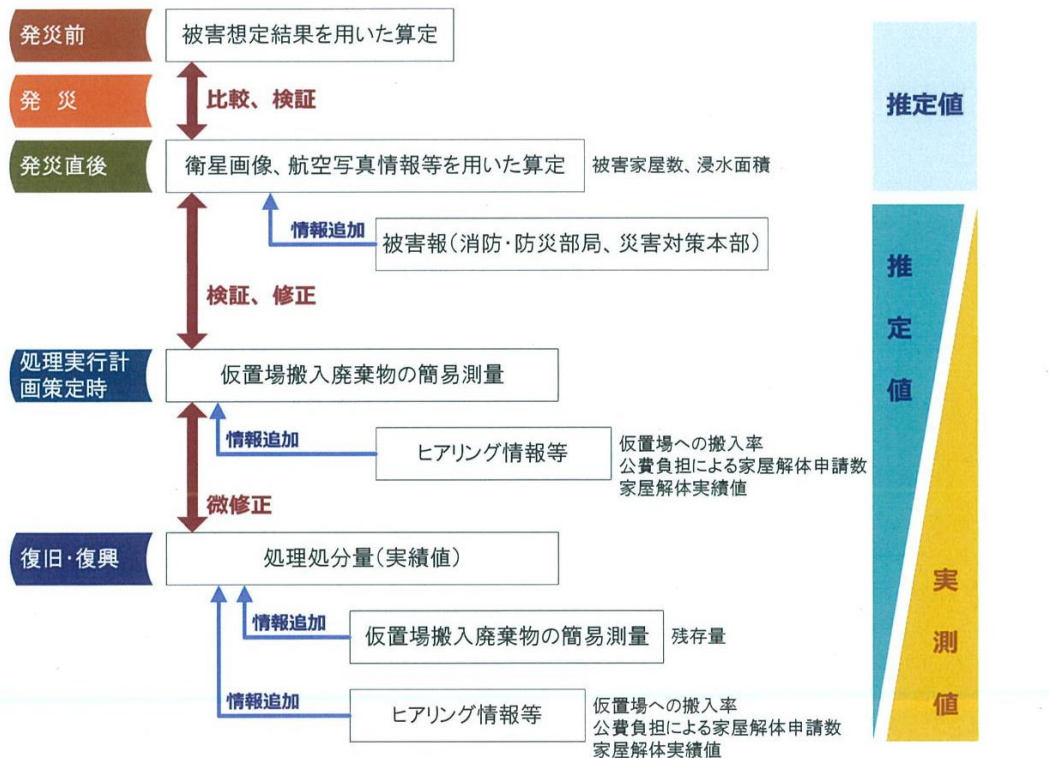 発災前
被害想定結果を用いた算定
発 災
比較、検証
推定値
発災直後
衛星画像、航空写真情報等を用いた算定
被害家屋数、浸水面積
情報追加
被害報（消防・防災部局、災害対策本部）
検証、修正
推定値
処理実行計
画策定時
仮置場搬入廃棄物の簡易測量
情報追加
ヒアリング情報等
仮置場への搬入率
公費負担による家屋解体申請数
家屋解体実績値
微修正
復旧・復興
処理処分量（実績値）
実測値
情報追加
仮置場搬入廃棄物の簡易測量
残存量
情報追加
ヒアリング情報等
仮置場への搬入率
公費負担による家屋解体申請数
家屋解体実績値